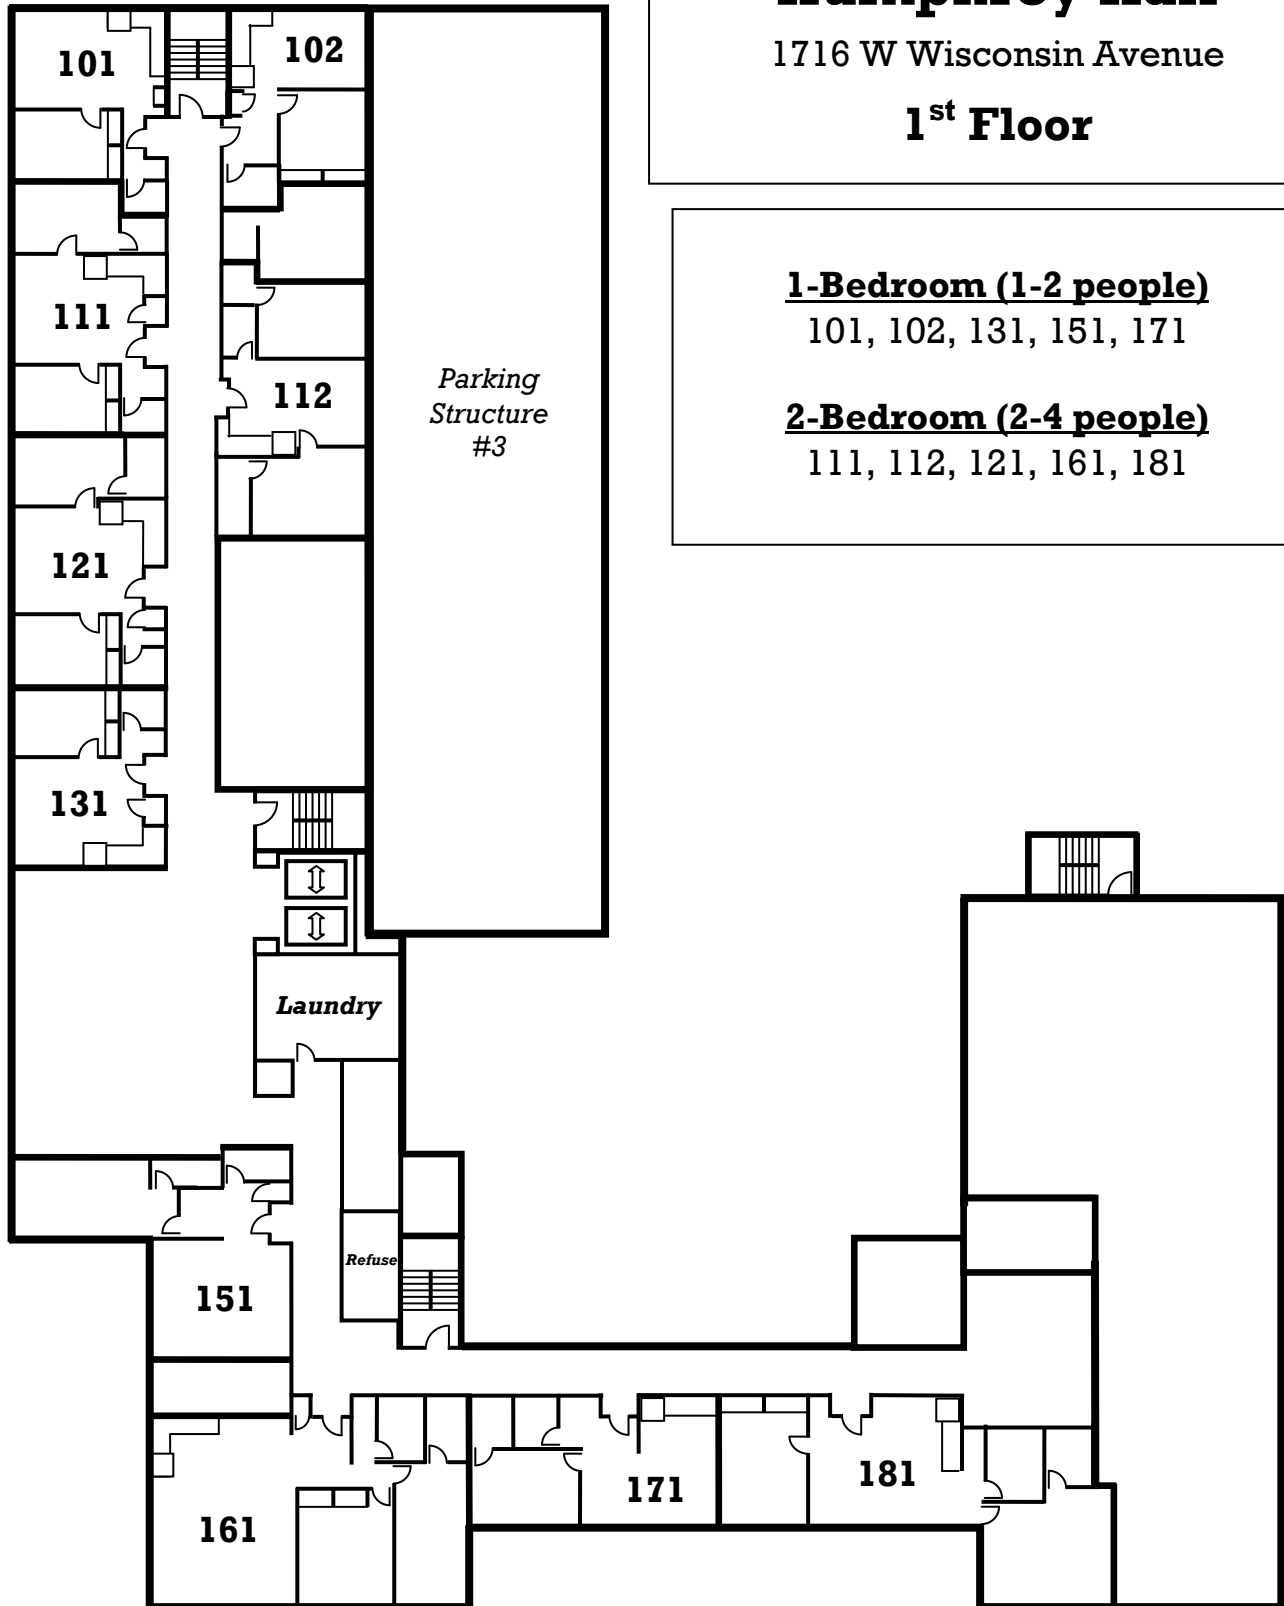 Humphrey Hall
1716 W Wisconsin Avenue
1st Floor
1-Bedroom (1-2 people)
101, 102, 131, 151, 171
2-Bedroom (2-4 people)
111, 112, 121, 161, 181
101
102
111
112
Parking
Structure
#3
121
131
Laundry
Refuse
151
161
171
181